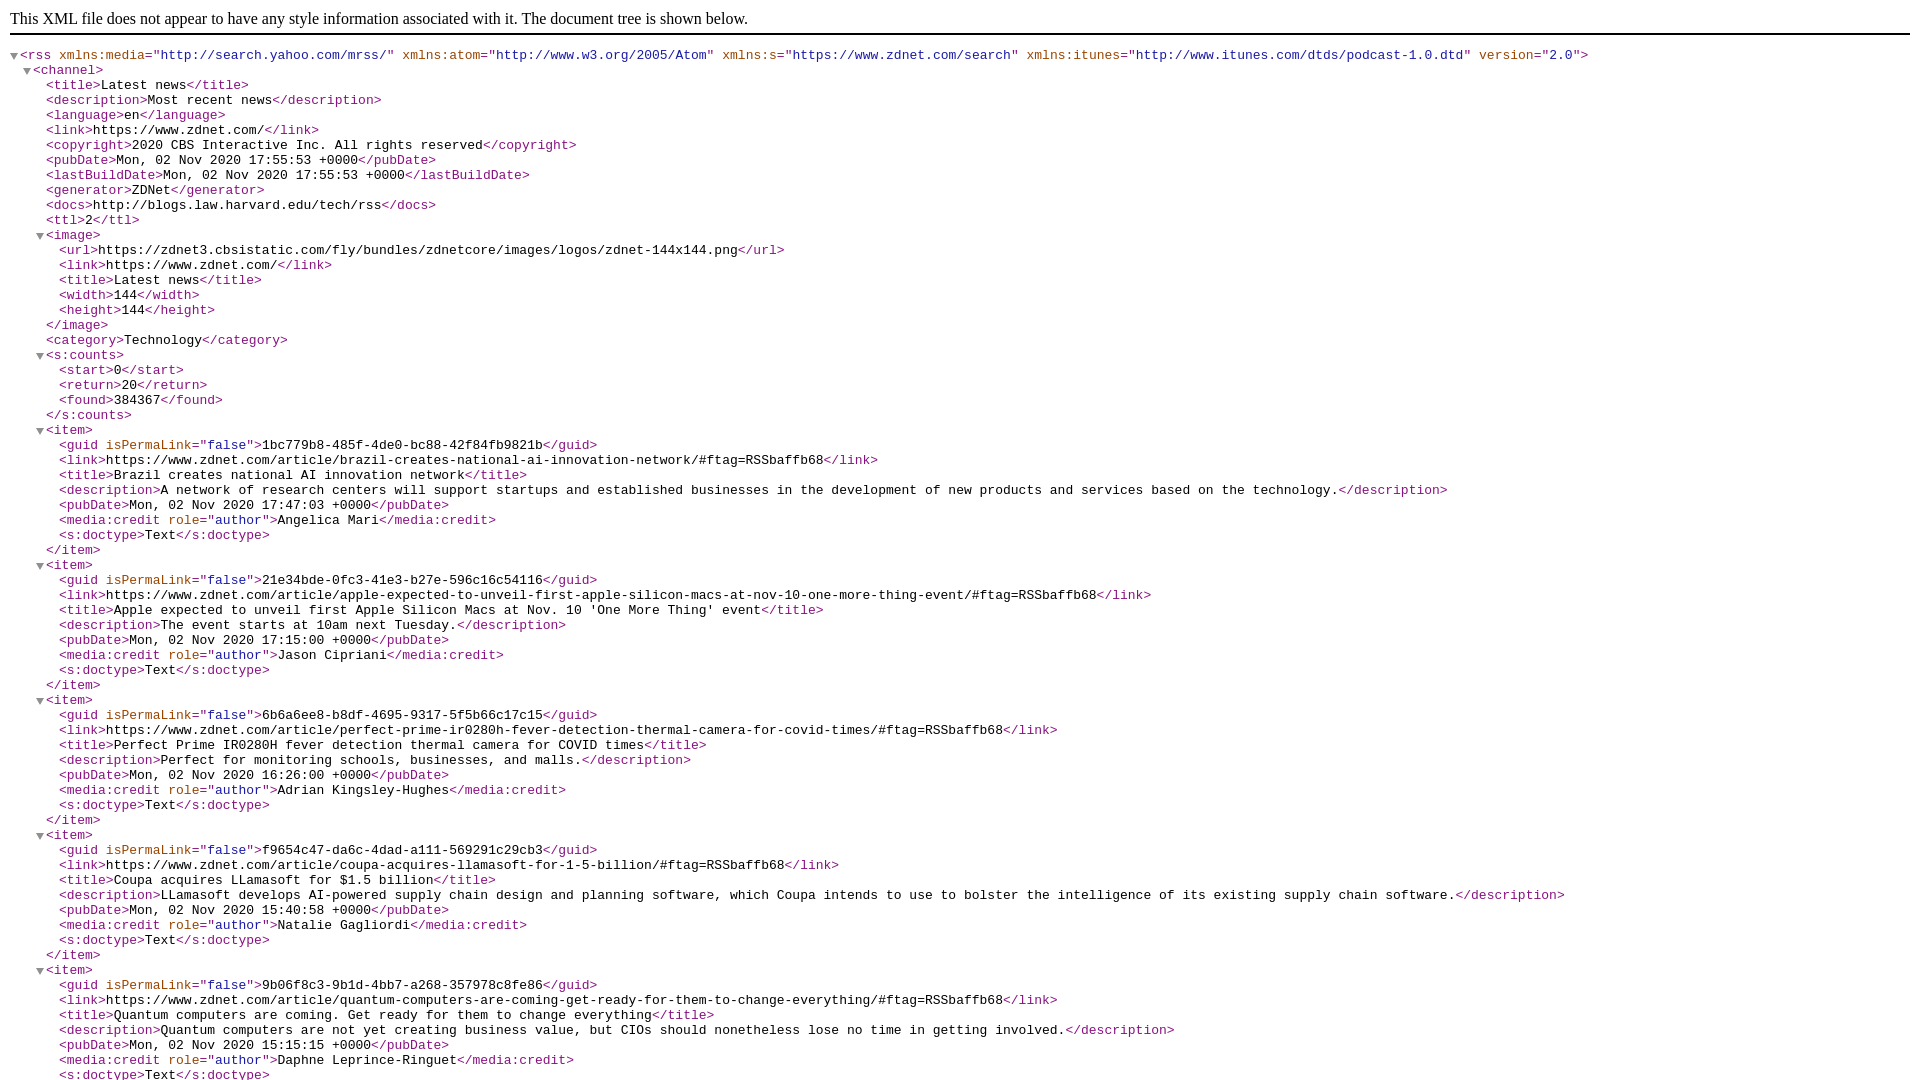 This XML file does not appear to have any style information associated with it. The document tree is shown below.
<rss xmlns:media="http://search.yahoo.com/mrss/" xmlns:atom="http://www.w3.org/2005/Atom" xmlns:s="https://www.zdnet.com/search" xmlns:itunes="http://www.itunes.com/dtds/podcast-1.0.dtd" version="2.0">
<channel>
<title>Latest news</title>
<description>Most recent news</description>
<language>en</language>
<link>https://www.zdnet.com/</link>
<copyright>2020 CBS Interactive Inc. All rights reserved</copyright>
<pubDate>Mon, 02 Nov 2020 17:55:53 +0000</pubDate>
<lastBuildDate>Mon, 02 Nov 2020 17:55:53 +0000</lastBuildDate>
<generator>ZDNet</generator>
<docs>http://blogs.law.harvard.edu/tech/rss</docs>
<ttl>2</ttl>
<image>
<url>https://zdnet3.cbsistatic.com/fly/bundles/zdnetcore/images/logos/zdnet-144x144.png</url>
<link>https://www.zdnet.com/</link>
<title>Latest news</title>
<width>144</width>
<height>144</height>
</image>
<category>Technology</category>
<s:counts>
<start>0</start>
<return>20</return>
<found>384367</found>
</s:counts>
<item>
<guid isPermaLink="false">1bc779b8-485f-4de0-bc88-42f84fb9821b</guid>
<link>https://www.zdnet.com/article/brazil-creates-national-ai-innovation-network/#ftag=RSSbaffb68</link>
<title>Brazil creates national AI innovation network</title>
<description>A network of research centers will support startups and established businesses in the development of new products and services based on the technology.</description>
<pubDate>Mon, 02 Nov 2020 17:47:03 +0000</pubDate>
<media:credit role="author">Angelica Mari</media:credit>
<s:doctype>Text</s:doctype>
</item>
<item>
<guid isPermaLink="false">21e34bde-0fc3-41e3-b27e-596c16c54116</guid>
<link>https://www.zdnet.com/article/apple-expected-to-unveil-first-apple-silicon-macs-at-nov-10-one-more-thing-event/#ftag=RSSbaffb68</link>
<title>Apple expected to unveil first Apple Silicon Macs at Nov. 10 'One More Thing' event</title>
<description>The event starts at 10am next Tuesday.</description>
<pubDate>Mon, 02 Nov 2020 17:15:00 +0000</pubDate>
<media:credit role="author">Jason Cipriani</media:credit>
<s:doctype>Text</s:doctype>
</item>
<item>
<guid isPermaLink="false">6b6a6ee8-b8df-4695-9317-5f5b66c17c15</guid>
<link>https://www.zdnet.com/article/perfect-prime-ir0280h-fever-detection-thermal-camera-for-covid-times/#ftag=RSSbaffb68</link>
<title>Perfect Prime IR0280H fever detection thermal camera for COVID times</title>
<description>Perfect for monitoring schools, businesses, and malls.</description>
<pubDate>Mon, 02 Nov 2020 16:26:00 +0000</pubDate>
<media:credit role="author">Adrian Kingsley-Hughes</media:credit>
<s:doctype>Text</s:doctype>
</item>
<item>
<guid isPermaLink="false">f9654c47-da6c-4dad-a111-569291c29cb3</guid>
<link>https://www.zdnet.com/article/coupa-acquires-llamasoft-for-1-5-billion/#ftag=RSSbaffb68</link>
<title>Coupa acquires LLamasoft for $1.5 billion</title>
<description>LLamasoft develops AI-powered supply chain design and planning software, which Coupa intends to use to bolster the intelligence of its existing supply chain software.</description>
<pubDate>Mon, 02 Nov 2020 15:40:58 +0000</pubDate>
<media:credit role="author">Natalie Gagliordi</media:credit>
<s:doctype>Text</s:doctype>
</item>
<item>
<guid isPermaLink="false">9b06f8c3-9b1d-4bb7-a268-357978c8fe86</guid>
<link>https://www.zdnet.com/article/quantum-computers-are-coming-get-ready-for-them-to-change-everything/#ftag=RSSbaffb68</link>
<title>Quantum computers are coming. Get ready for them to change everything</title>
<description>Quantum computers are not yet creating business value, but CIOs should nonetheless lose no time in getting involved.</description>
<pubDate>Mon, 02 Nov 2020 15:15:15 +0000</pubDate>
<media:credit role="author">Daphne Leprince-Ringuet</media:credit>
<s:doctype>Text</s:doctype>